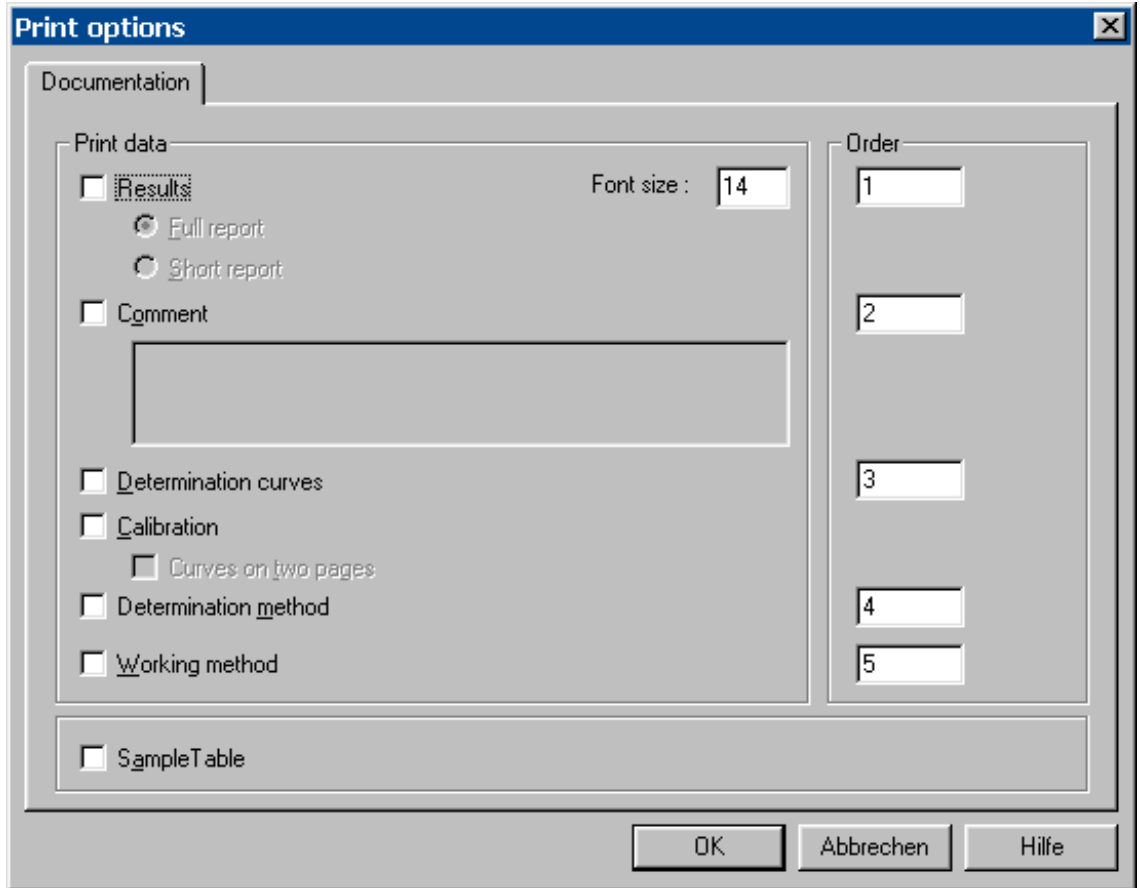 Print options
Documentation
Print data
Order
Results
Font size :
14
1
Full report
Short report
Comment
2
Determination curves
3
Calibration
Curves on two pages
Determination method
4
Working method
5
SampleTable
OK
Abbrechen
Hilfe